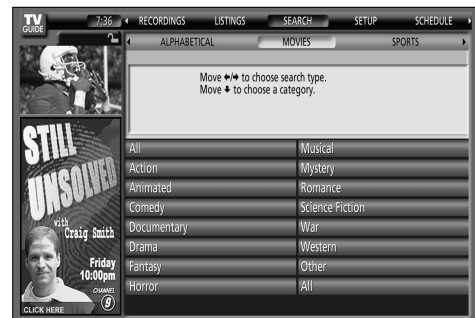 TV GUIDE 7:36 RECORDINGS LISTINGS SEARCH SETUP SCHEDULE
ALPHABETICAL MOVIES SPORTS
Move ←/→ to choose search type.
Move ↓ to choose a category.
STILL
UNSOLVED
with
Craig Smith
Friday
10:00pm
CHANNEL
9
CLICK HERE
All Musical
Action Mystery
Animated Romance
Comedy Science Fiction
Documentary War
Drama Western
Fantasy Other
Horror All